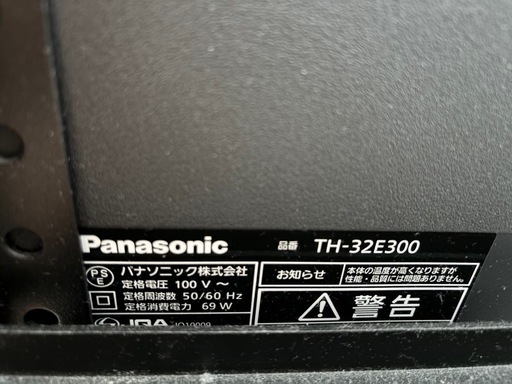 Panasonic 品番 TH-32E300
PSE パナソニック株式会社
定格電圧 100 V ～
定格周波数 50/60 Hz
定格消費電力 69 W
お知らせ
本体の温度が高くなりますが
性能・品質には問題ありません。
警告